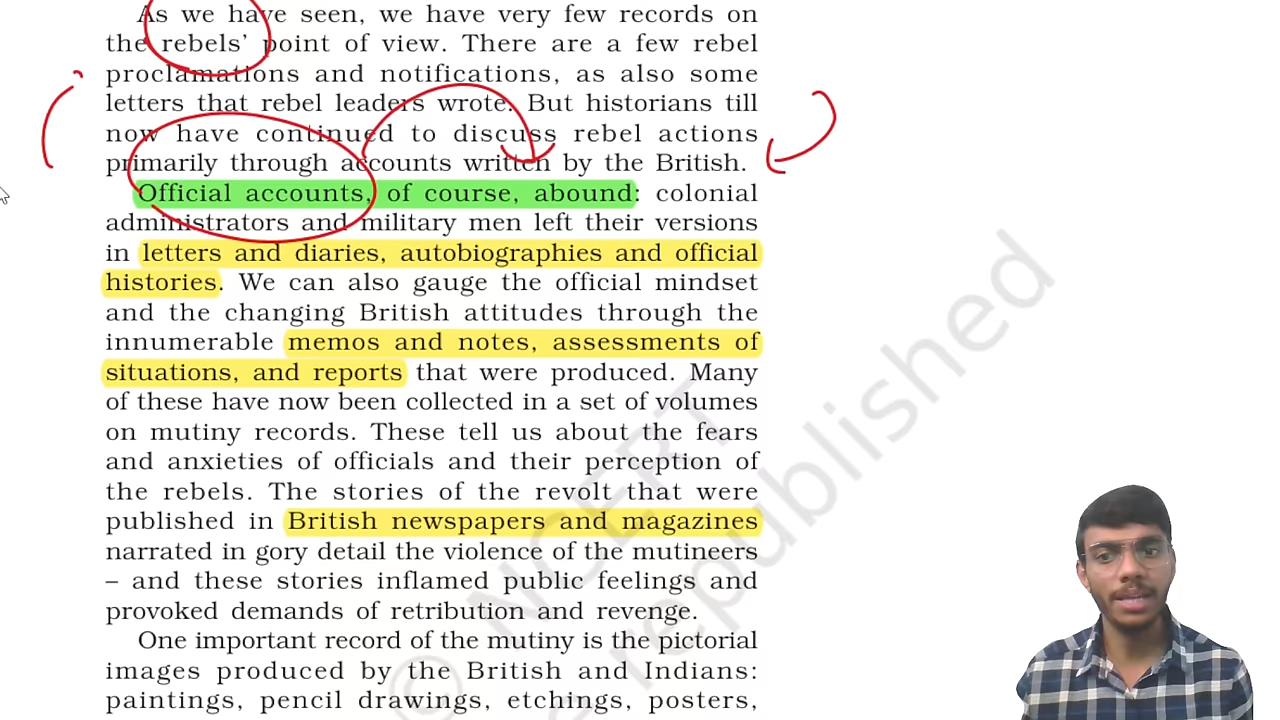 As we have seen, we have very few records on
the rebels’ point of view. There are a few rebel
proclamations and notifications, as also some
letters that rebel leaders wrote. But historians till
now have continued to discuss rebel actions
primarily through accounts written by the British.
Official accounts, of course, abound: colonial
administrators and military men left their versions
in letters and diaries, autobiographies and official
histories. We can also gauge the official mindset
and the changing British attitudes through the
innumerable memos and notes, assessments of
situations, and reports that were produced. Many
of these have now been collected in a set of volumes
on mutiny records. These tell us about the fears
and anxieties of officials and their perception of
the rebels. The stories of the revolt that were
published in British newspapers and magazines
narrated in gory detail the violence of the mutineers
– and these stories inflamed public feelings and
provoked demands of retribution and revenge.
One important record of the mutiny is the pictorial
images produced by the British and Indians:
paintings, pencil drawings, etchings, posters,
© NCERT
republished